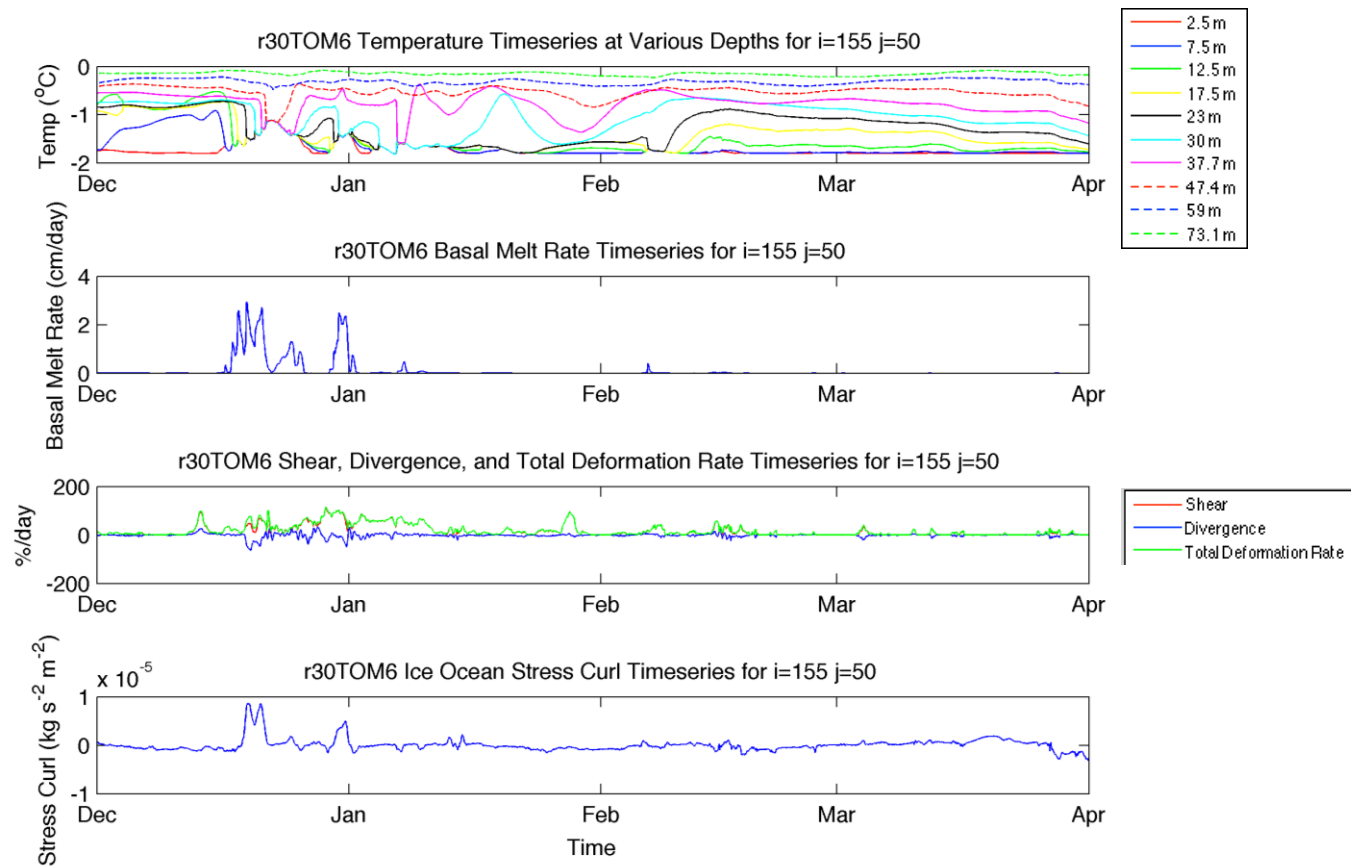 r30TOM6 Temperature Timeseries at Various Depths for i=155 j=50
Temp (°C)
0
-1
-2
Dec Jan Feb Mar Apr
2.5 m
7.5 m
12.5 m
17.5 m
23 m
30 m
37.7 m
47.4 m
59 m
73.1 m
r30TOM6 Basal Melt Rate Timeseries for i=155 j=50
Basal Melt Rate (cm/day)
4
2
0
Dec Jan Feb Mar Apr
r30TOM6 Shear, Divergence, and Total Deformation Rate Timeseries for i=155 j=50
%/day
200
0
-200
Dec Jan Feb Mar Apr
Shear
Divergence
Total Deformation Rate
r30TOM6 Ice Ocean Stress Curl Timeseries for i=155 j=50
Stress Curl (kg s⁻² m⁻²)
x 10⁻⁵
1
0
-1
Dec Jan Feb Mar Apr
Time